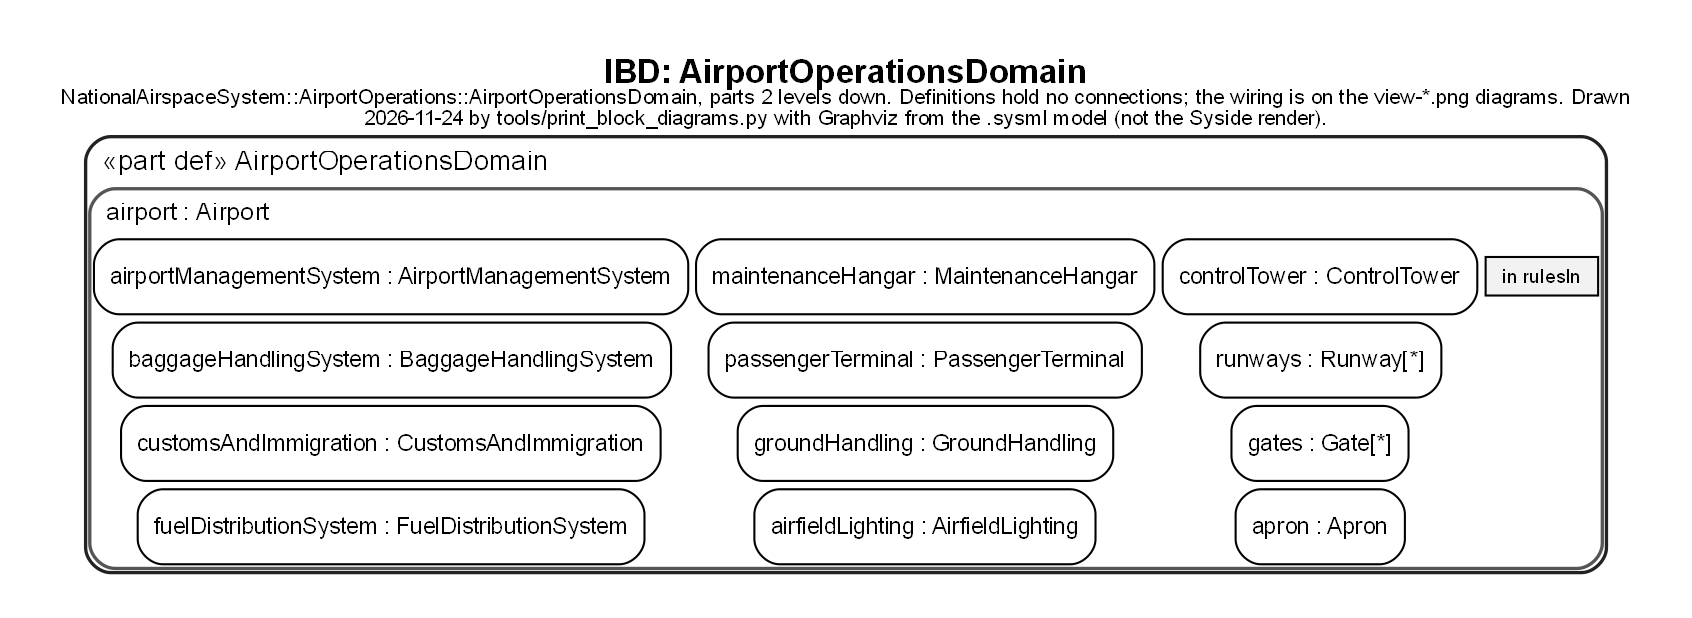 IBD: AirportOperationsDomain
NationalAirspaceSystem::AirportOperations::AirportOperationsDomain, parts 2 levels down. Definitions hold no connections; the wiring is on the view-*.png diagrams. Drawn
2026-11-24 by tools/print_block_diagrams.py with Graphviz from the .sysml model (not the Syside render).
«part def» AirportOperationsDomain
airport : Airport
airportManagementSystem : AirportManagementSystem
maintenanceHangar : MaintenanceHangar
controlTower : ControlTower
in rulesIn
baggageHandlingSystem : BaggageHandlingSystem
passengerTerminal : PassengerTerminal
runways : Runway[*]
customsAndImmigration : CustomsAndImmigration
groundHandling : GroundHandling
gates : Gate[*]
fuelDistributionSystem : FuelDistributionSystem
airfieldLighting : AirfieldLighting
apron : Apron